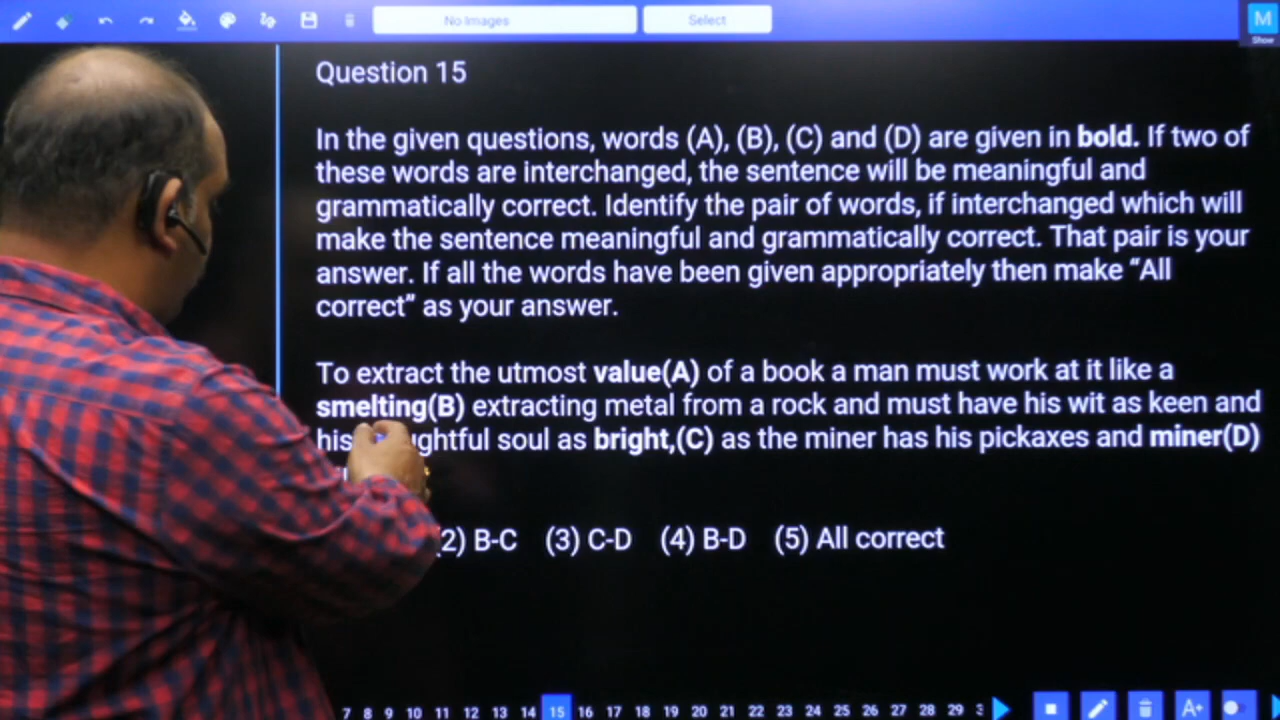 No Images
Select
M
Show
Question 15
In the given questions, words (A), (B), (C) and (D) are given in bold. If two of
these words are interchanged, the sentence will be meaningful and
grammatically correct. Identify the pair of words, if interchanged which will
make the sentence meaningful and grammatically correct. That pair is your
answer. If all the words have been given appropriately then make “All
correct” as your answer.
To extract the utmost value(A) of a book a man must work at it like a
smelting(B) extracting metal from a rock and must have his wit as keen and
his soul as bright,(C) as the miner has his pickaxes and miner(D)
2) B-C (3) C-D (4) B-D (5) All correct
7 8 9 10 11 12 13 14 15 16 17 18 19 20 21 22 23 24 25 26 27 28 29
A+